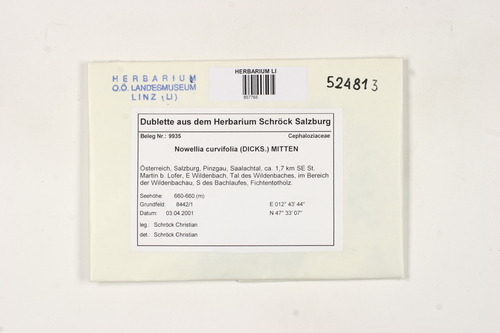 HERBARIUM
O.Ö. LANDESMUSEUM
LINZ (LI)
HERBARIUM LI
857766
524813
Dublette aus dem Herbarium Schröck Salzburg
Beleg Nr.: 9935 Cephaloziaceae
Nowellia curvifolia (DICKS.) MITTEN
Österreich, Salzburg, Pinzgau, Saalachtal, ca. 1,7 km SE St.
Martin b. Lofer, E Wildenbach, Tal des Wildenbaches, im Bereich
der Wildenbachau, S des Bachlaufes, Fichtentotholz.
Seehöhe: 660-660 (m)
Grundfeld: 8442/1 E 012° 43' 44"
Datum: 03.04.2001 N 47° 33' 07"
leg.: Schröck Christian
det.: Schröck Christian